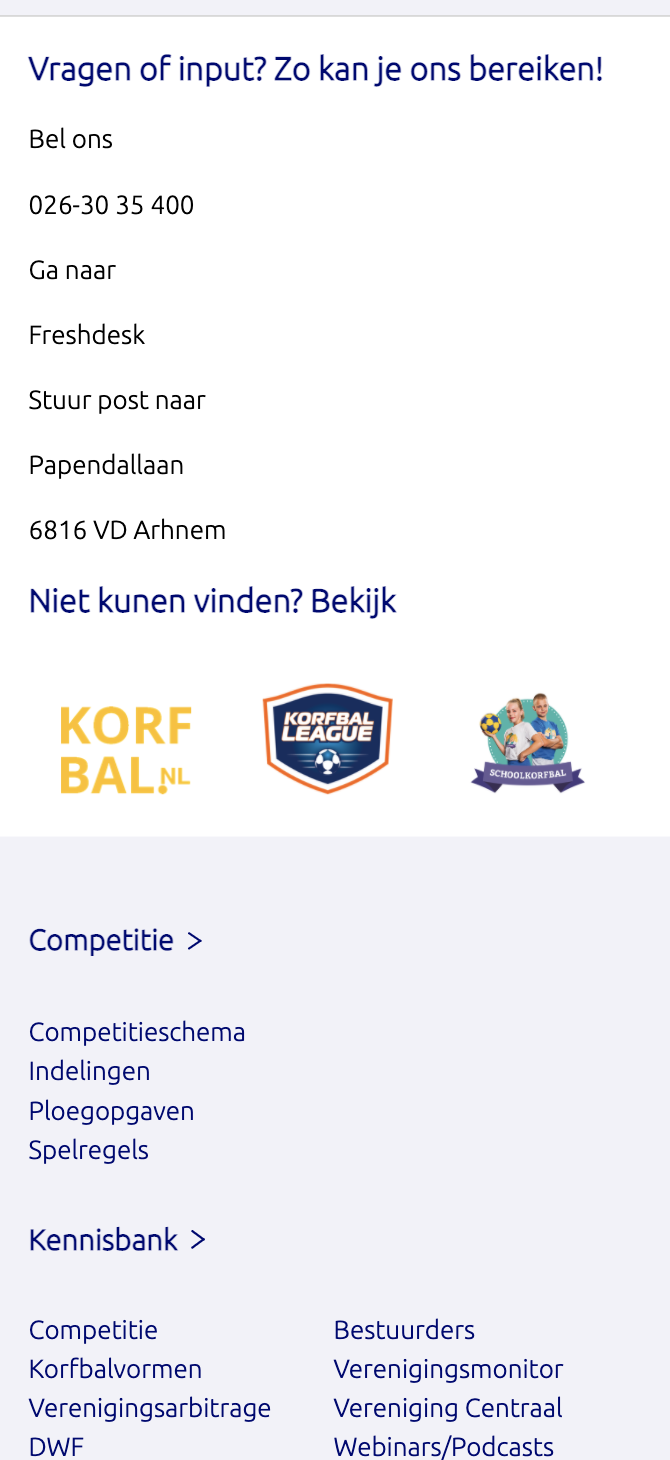 Vragen of input? Zo kan je ons bereiken!
Bel ons
026-30 35 400
Ga naar
Freshdesk
Stuur post naar
Papendallaan
6816 VD Arhnem
Niet kunen vinden? Bekijk
KORF
BAL.NL
KORFBAL
LEAGUE
SCHOOLKORFBAL
Competitie >
Competitieschema
Indelingen
Ploegopgaven
Spelregels
Kennisbank >
Competitie
Korfbalvormen
Verenigingsarbitrage
DWF
Bestuurders
Verenigingsmonitor
Vereniging Centraal
Webinars/Podcasts